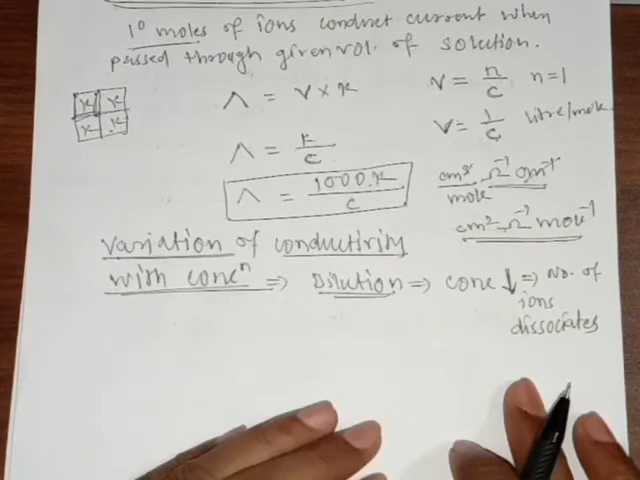 1° moles of ions conduct current when
passed through given vol. of solution.
K K
K K
Λ = V × K
V = n/C n=1
V = 1/C litre/mole
Λ = K/C
Λ = 1000.K/C
cm³/mole Ω⁻¹ cm⁻¹
cm² Ω⁻¹ mole⁻¹
Variation of conductivity
with concⁿ ⇒ Dilution ⇒ conc ↓ ⇒ No. of
ions
dissociates